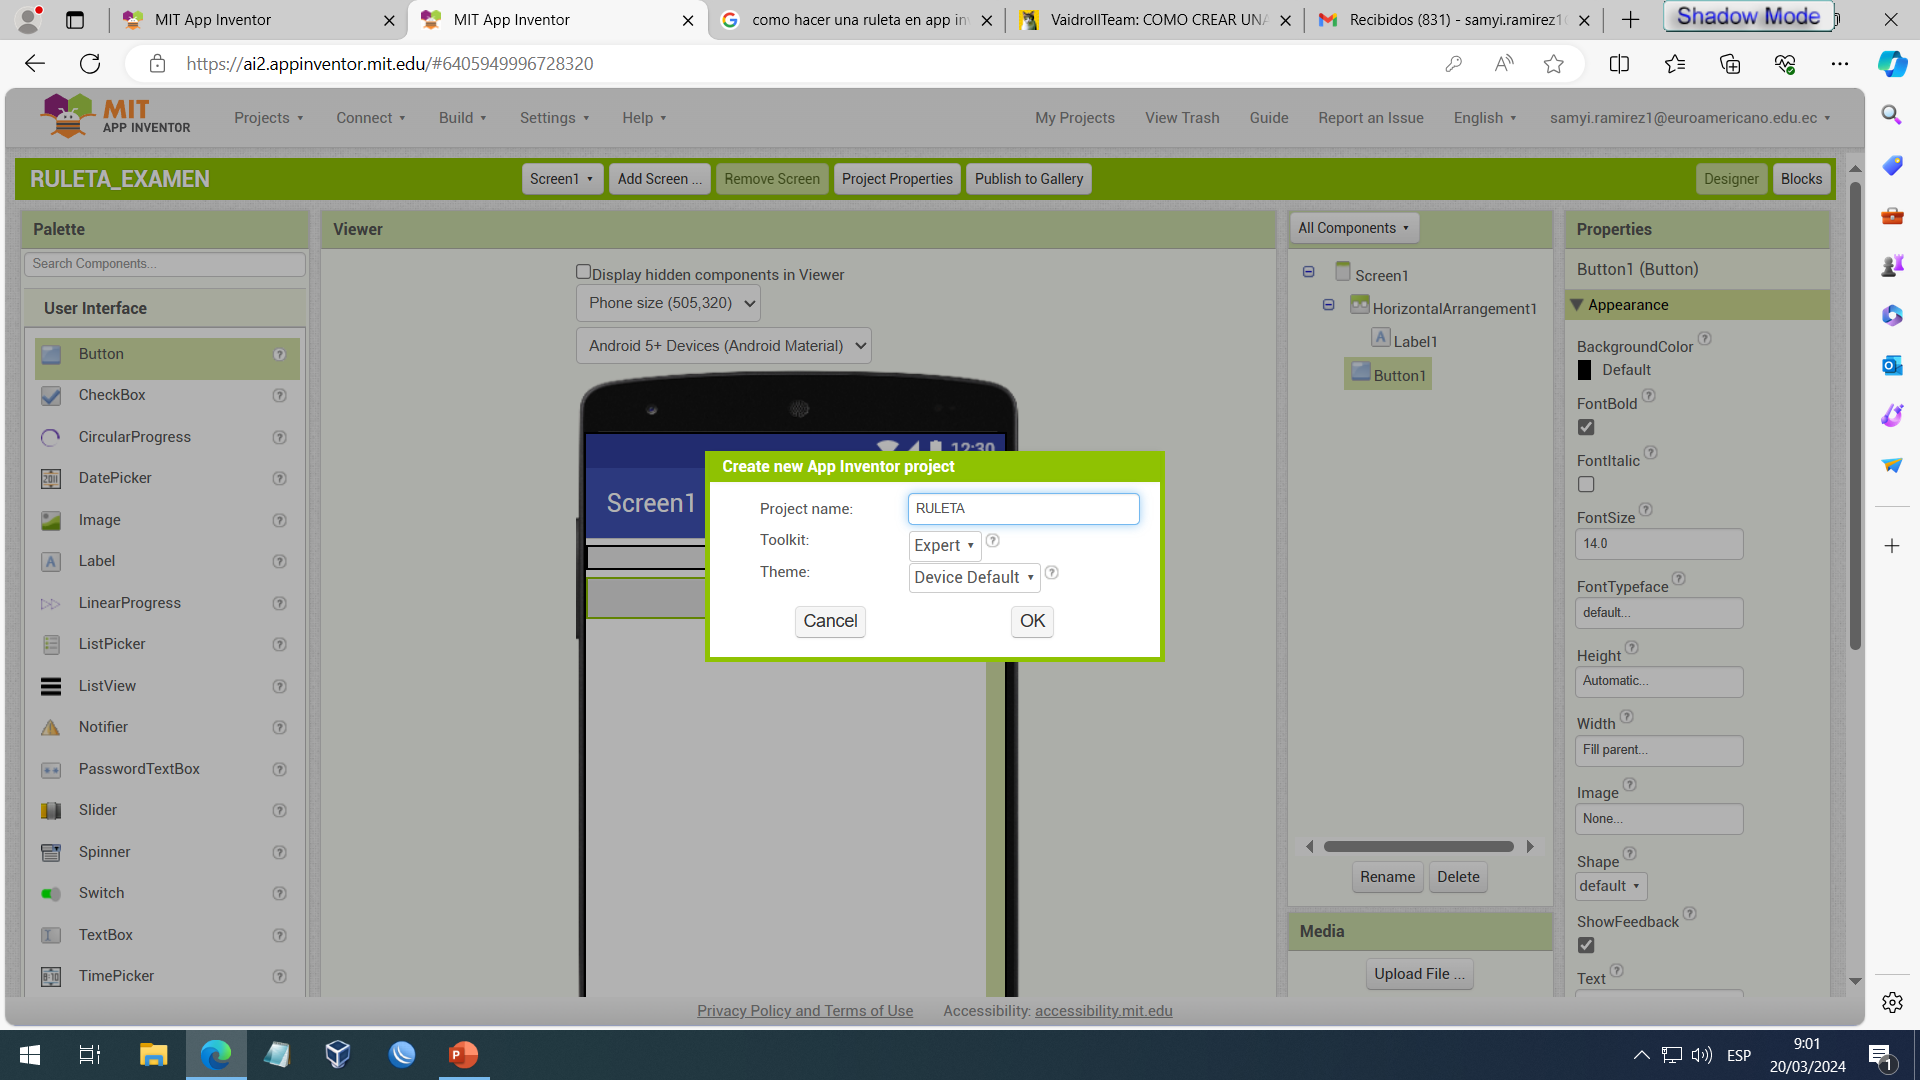 MIT App Inventor
MIT App Inventor
como hacer una ruleta en app in
VaidrollTeam: COMO CREAR UNA
Recibidos (831) - samyi.ramirez1
Shadow Mode
https://ai2.appinventor.mit.edu/#6405949996728320
MIT
APP INVENTOR
Projects
Connect
Build
Settings
Help
My Projects
View Trash
Guide
Report an Issue
English
samyi.ramirez1@euroamericano.edu.ec
RULETA_EXAMEN
Screen1
Add Screen ...
Remove Screen
Project Properties
Publish to Gallery
Designer
Blocks
Palette
Search Components...
User Interface
Button
CheckBox
CircularProgress
DatePicker
Image
Label
LinearProgress
ListPicker
ListView
Notifier
PasswordTextBox
Slider
Spinner
Switch
TextBox
TimePicker
Viewer
Display hidden components in Viewer
Phone size (505,320)
Android 5+ Devices (Android Material)
12:30
Screen1
Create new App Inventor project
Project name:
RULETA
Toolkit:
Expert
Theme:
Device Default
Cancel
OK
All Components
Screen1
HorizontalArrangement1
Label1
Button1
Rename
Delete
Media
Upload File ...
Properties
Button1 (Button)
Appearance
BackgroundColor
Default
FontBold
FontItalic
FontSize
14.0
FontTypeface
default...
Height
Automatic...
Width
Fill parent...
Image
None...
Shape
default
ShowFeedback
Text
Privacy Policy and Terms of Use
Accessibility: accessibility.mit.edu
ESP
9:01
20/03/2024
1